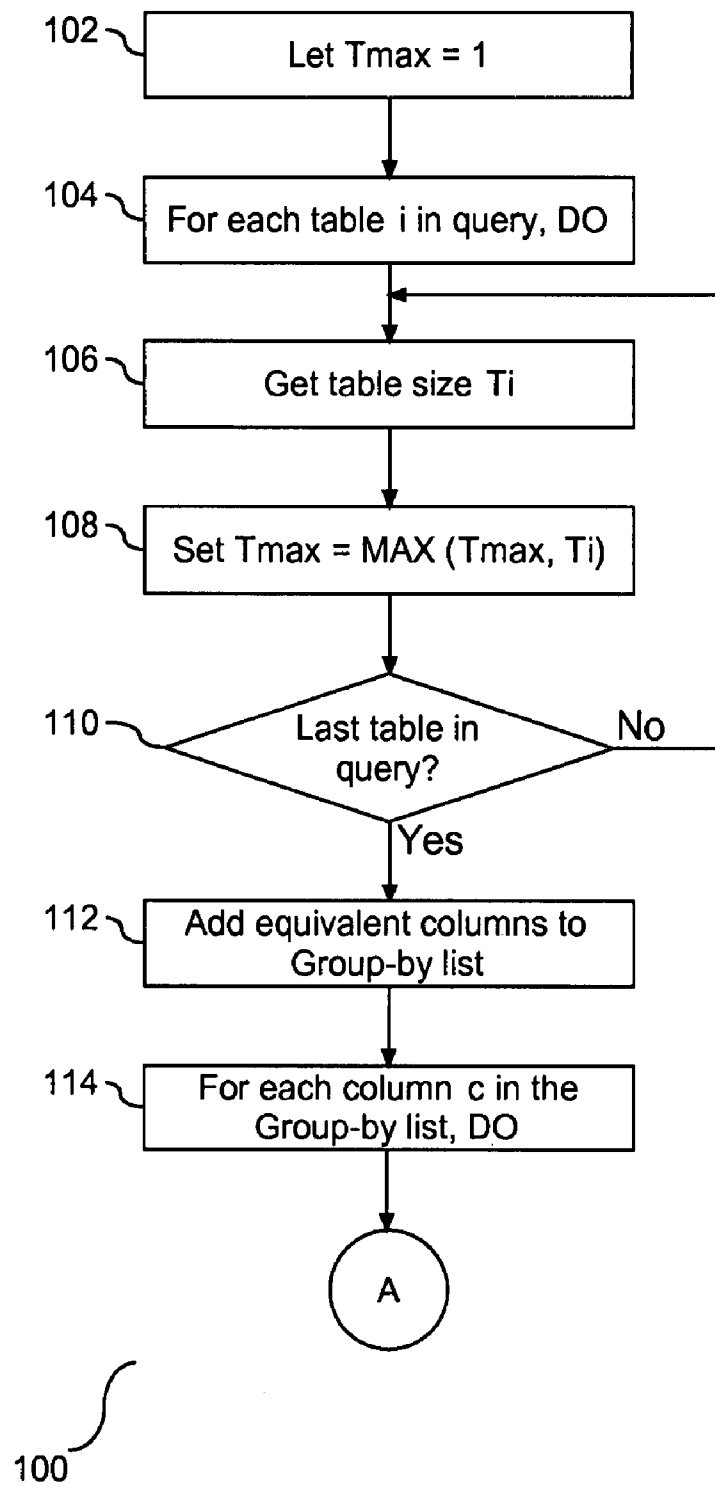 102
Let Tmax = 1
104
For each table i in query, DO
106
Get table size Ti
108
Set Tmax = MAX (Tmax, Ti)
110
Last table in
query?
No
Yes
112
Add equivalent columns to
Group-by list
114
For each column c in the
Group-by list, DO
A
100